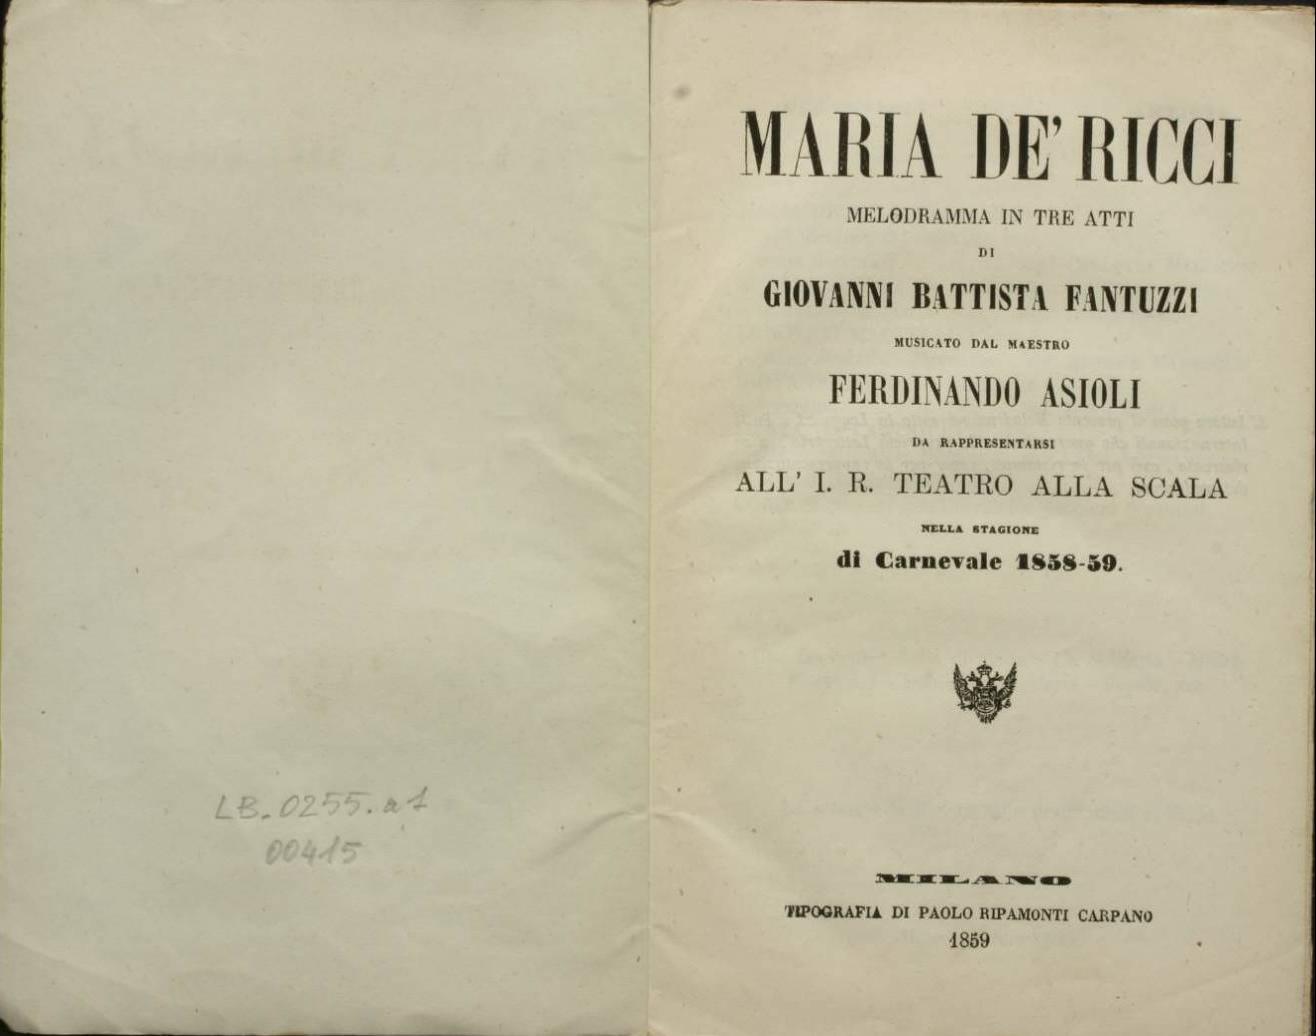 LB.0255.a1
00415
MARIA DE' RICCI
MELODRAMMA IN TRE ATTI
DI
GIOVANNI BATTISTA FANTUZZI
MUSICATO DAL MAESTRO
FERDINANDO ASIOLI
DA RAPPRESENTARSI
ALL' I. R. TEATRO ALLA SCALA
NELLA STAGIONE
di Carnevale 1858-59.
MILANO
TIPOGRAFIA DI PAOLO RIPAMONTI CARPANO
1859